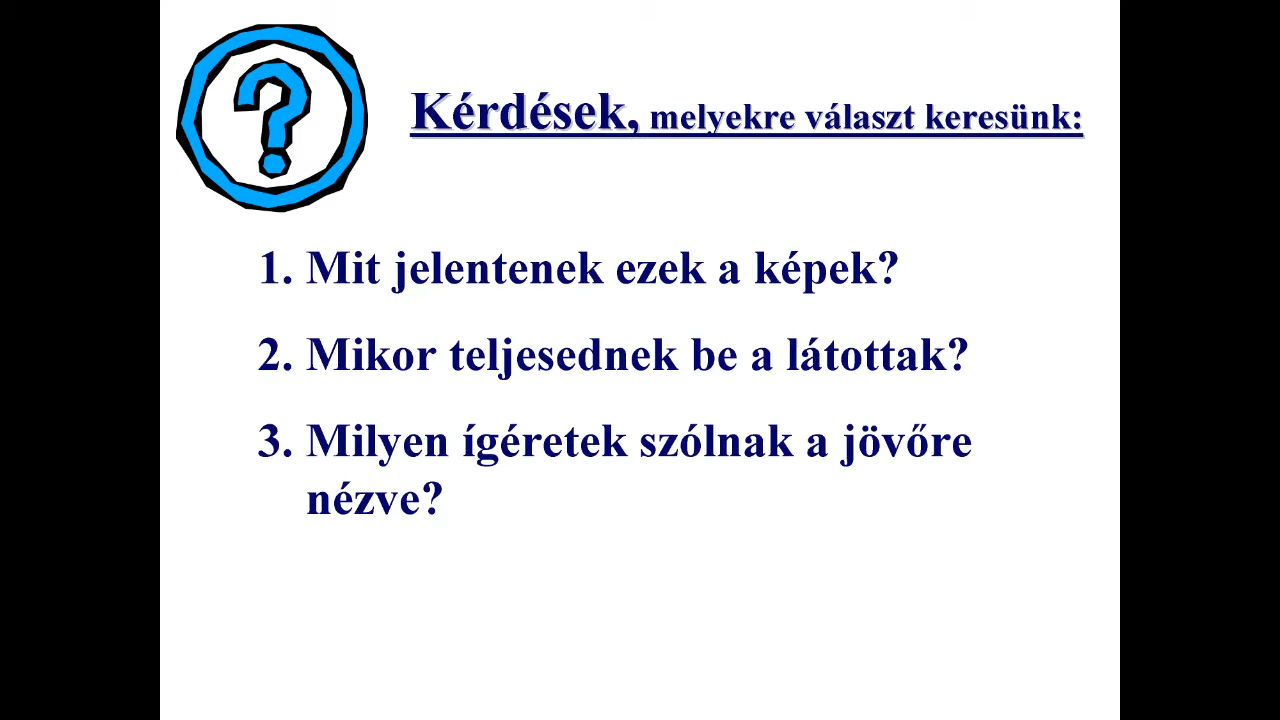 Kérdések, melyekre választ keresünk:
1. Mit jelentenek ezek a képek?
2. Mikor teljesednek be a látottak?
3. Milyen ígéretek szólnak a jövőre
nézve?